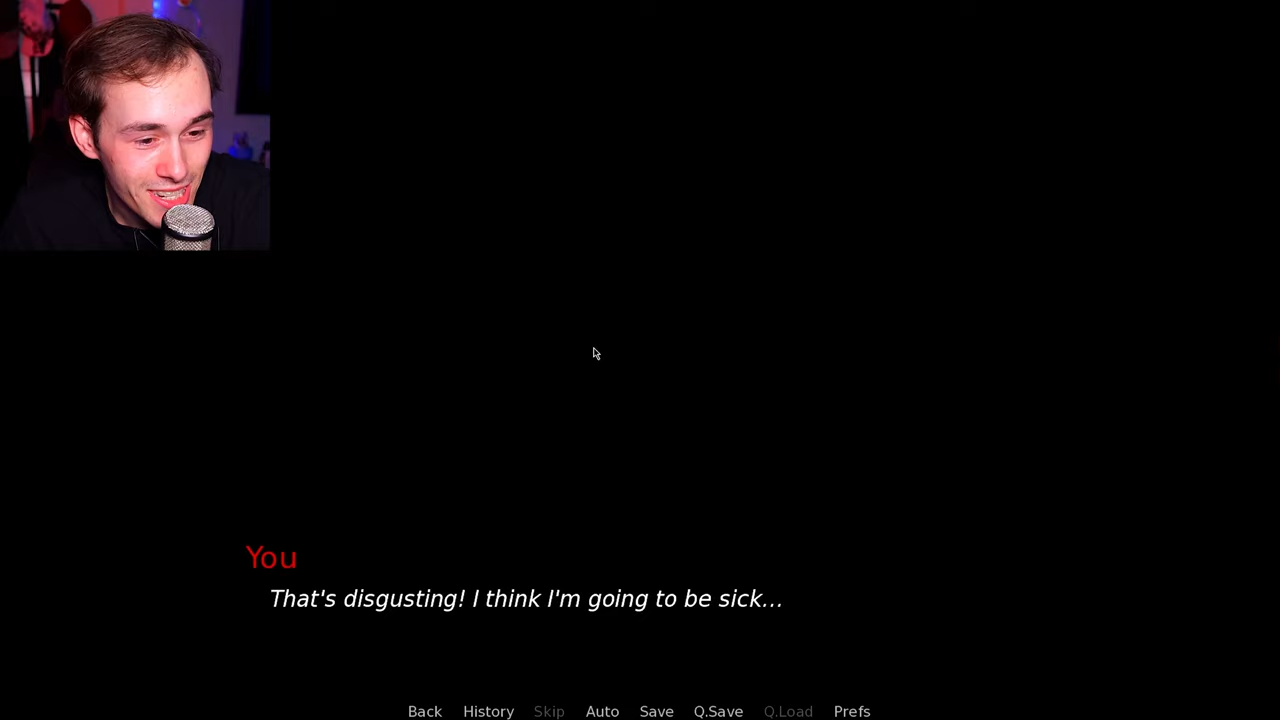 You
That's disgusting! I think I'm going to be sick...
Back History Skip Auto Save Q.Save Q.Load Prefs